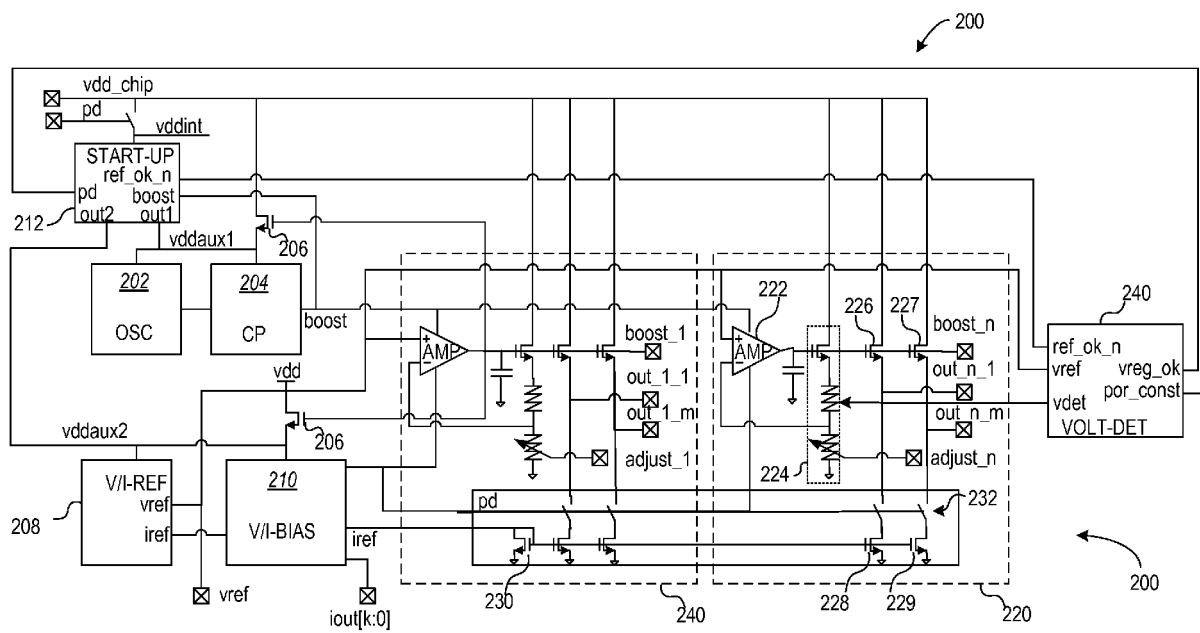 200
vdd_chip
pd
vddint
START-UP
ref_ok_n
pd
boost
out2
out1
212
206
vddaux1
202
OSC
204
CP
boost
222
226
227
240
AMP
AMP
boost_1
out_1_1
out_1_m
adjust_1
boost_n
out_n_1
out_n_m
adjust_n
224
ref_ok_n
vref
vreg_ok
por_const
vdet
VOLT-DET
vdd
206
vddaux2
V/I-REF
vref
iref
208
210
V/I-BIAS
iref
pd
232
230
228
229
240
220
200
vref
iout[k:0]